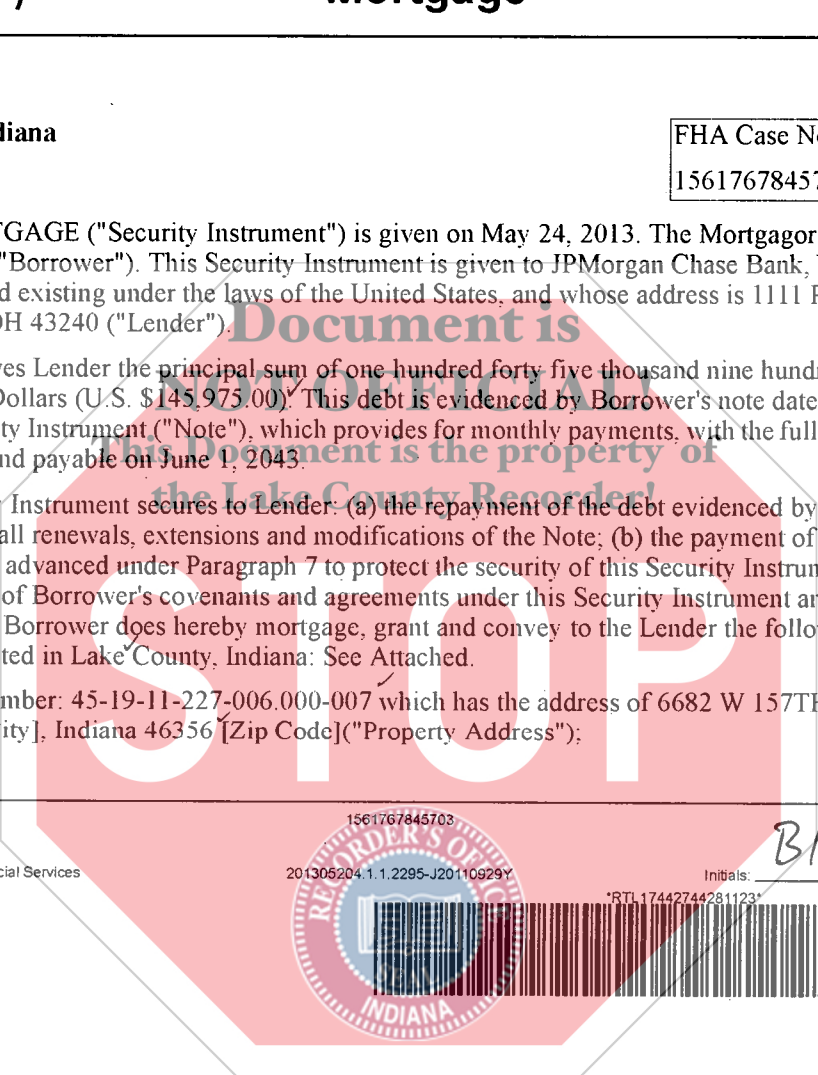 Mortgage
diana
FHA Case No
1561767845
TGAGE ("Security Instrument") is given on May 24, 2013. The Mortgagor
"Borrower"). This Security Instrument is given to JPMorgan Chase Bank,
d existing under the laws of the United States, and whose address is 1111 P
OH 43240 ("Lender").
Document is
es Lender the principal sum of one hundred forty five thousand nine hund
NOT OFFICIAL!
Dollars (U.S. $145,975.00). This debt is evidenced by Borrower's note date
ty Instrument ("Note"), which provides for monthly payments, with the full
This Document is the property of
nd payable on June 1, 2043.
the Lake County Recorder!
Instrument secures to Lender: (a) the repayment of the debt evidenced by
all renewals, extensions and modifications of the Note; (b) the payment of
advanced under Paragraph 7 to protect the security of this Security Instrum
of Borrower's covenants and agreements under this Security Instrument an
Borrower does hereby mortgage, grant and convey to the Lender the follo
ted in Lake County, Indiana: See Attached.
STOP
mber: 45-19-11-227-006.000-007 which has the address of 6682 W 157TH
ity], Indiana 46356 [Zip Code]("Property Address");
1561767845703
cial Services
201305204.1.1.2295-J20110929Y
Initials:
*RTL17442744281123*
RECORDER'S OFFICE
SEAL
INDIANA